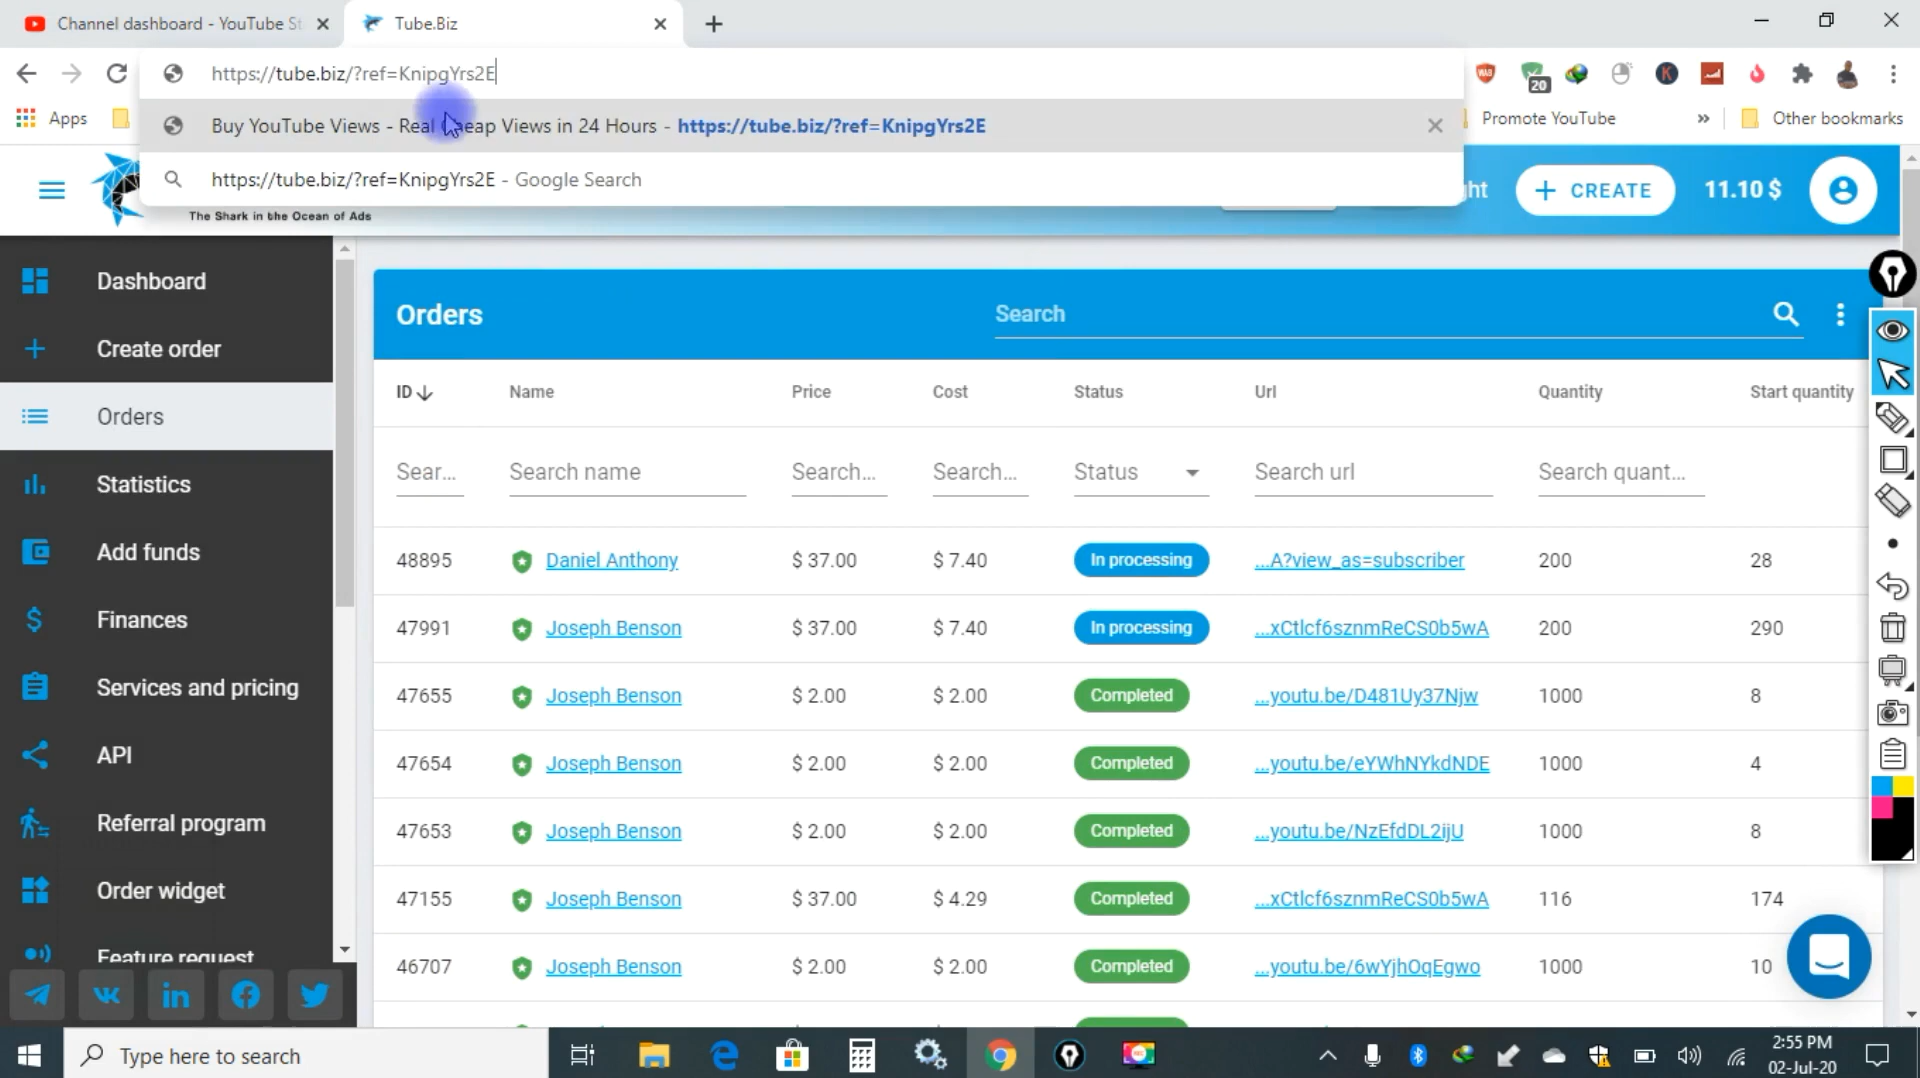 Channel dashboard - YouTube St
Tube.Biz
https://tube.biz/?ref=KnipgYrs2E
20
Apps
Buy YouTube Views - Real Cheap Views in 24 Hours - https://tube.biz/?ref=KnipgYrs2E
Promote YouTube
»
Other bookmarks
https://tube.biz/?ref=KnipgYrs2E - Google Search
The Shark in the Ocean of Ads
ght
+ CREATE
11.10 $
Dashboard
Create order
Orders
Statistics
Add funds
Finances
Services and pricing
API
Referral program
Order widget
Feature request
Orders
Search
ID Name Price Cost Status Url Quantity Start quantity
Sear... Search name Search... Search... Status Search url Search quant...
48895 Daniel Anthony $ 37.00 $ 7.40 In processing ...A?view_as=subscriber 200 28
47991 Joseph Benson $ 37.00 $ 7.40 In processing ...xCtlcf6sznmReCS0b5wA 200 290
47655 Joseph Benson $ 2.00 $ 2.00 Completed ...youtu.be/D481Uy37Njw 1000 8
47654 Joseph Benson $ 2.00 $ 2.00 Completed ...youtu.be/eYWhNYkdNDE 1000 4
47653 Joseph Benson $ 2.00 $ 2.00 Completed ...youtu.be/NzEfdDL2ijU 1000 8
47155 Joseph Benson $ 37.00 $ 4.29 Completed ...xCtlcf6sznmReCS0b5wA 116 174
46707 Joseph Benson $ 2.00 $ 2.00 Completed ...youtu.be/6wYjhOqEgwo 1000 10
Type here to search
2:55 PM
02-Jul-20